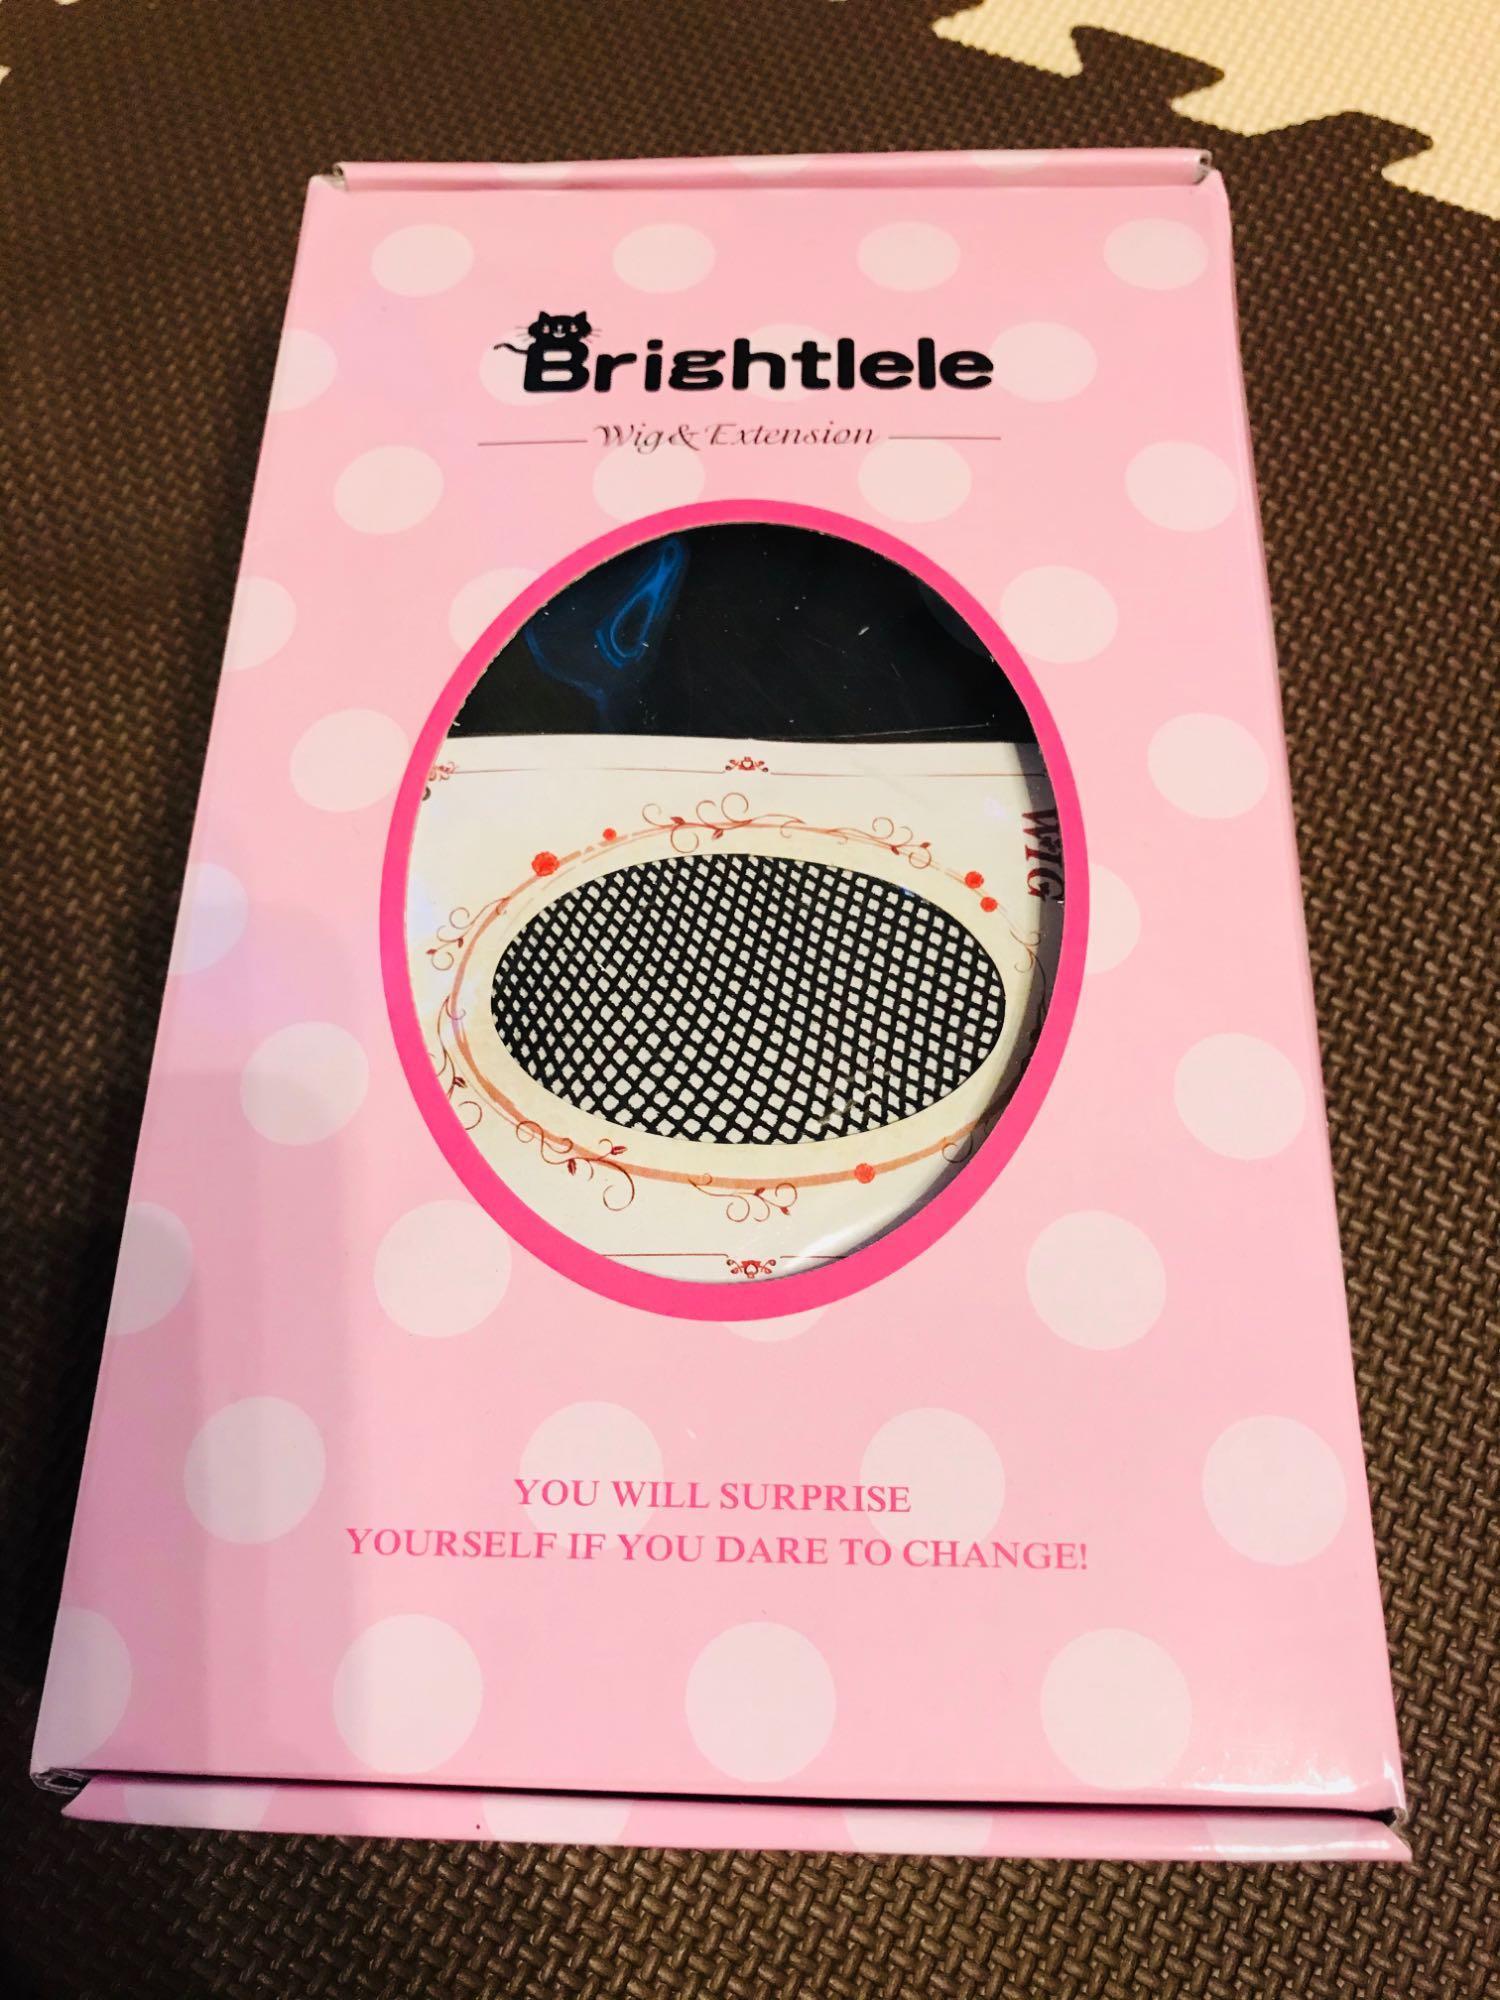 Brightlele
Wig & Extension
WIG
YOU WILL SURPRISE
YOURSELF IF YOU DARE TO CHANGE!